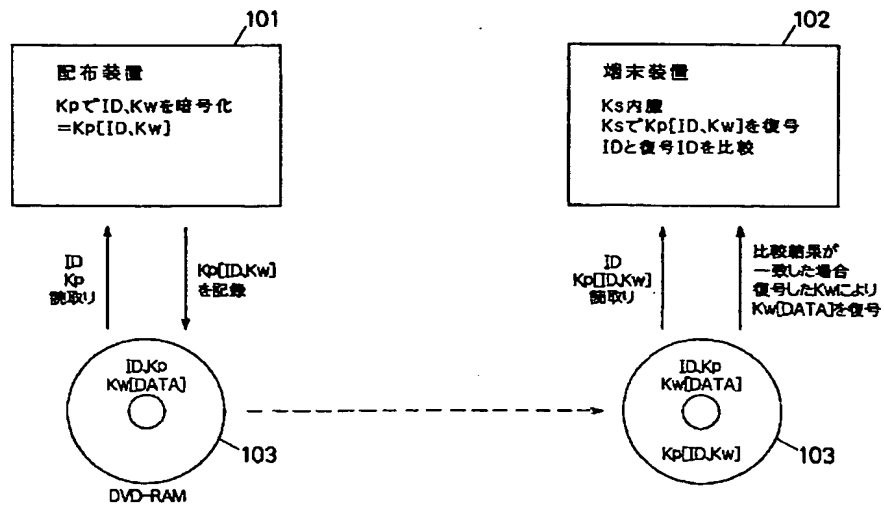 101
配布装置
KpでID、Kwを暗号化
=Kp[ID、Kw]
102
端末装置
Ks内蔵
KsでKp[ID、Kw]を復号
IDと復号IDを比較
ID
Kp
読取り
Kp[ID,Kw]
を記録
ID
Kp[ID,Kw]
読取り
比較結果が
一致した場合
復号したKwにより
Kw[DATA]を復号
ID,Kp
Kw[DATA]
103
DVD-RAM
ID,Kp
Kw[DATA]
Kp[ID,Kw]
103